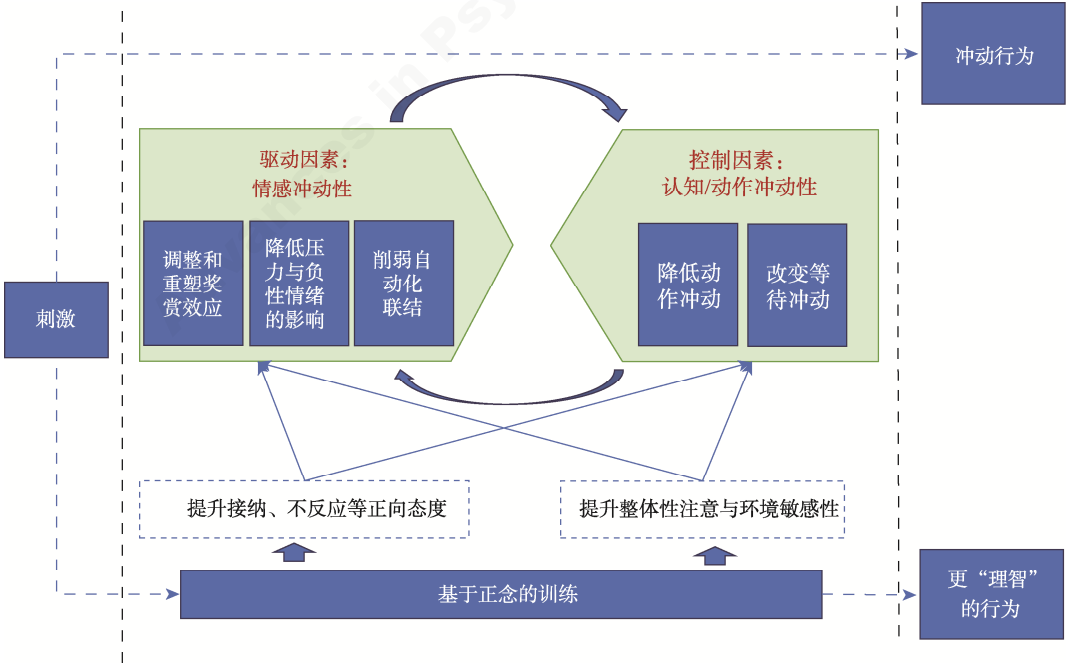 冲动行为
驱动因素：
情感冲动性
控制因素：
认知/动作冲动性
调整和
重塑奖
赏效应
降低压
力与负
性情绪
的影响
削弱自
动化
联结
降低动
作冲动
改变等
待冲动
刺激
提升接纳、不反应等正向态度
提升整体性注意与环境敏感性
基于正念的训练
更“理智”
的行为